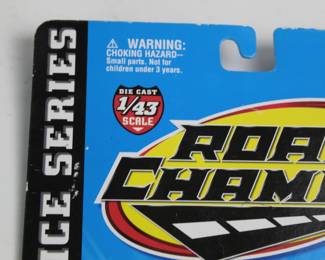 WARNING:
CHOKING HAZARD--
Small parts. Not for
children under 3 years.
DIE CAST
1/43
SCALE
ROA
CHAMP
ICE SERIES